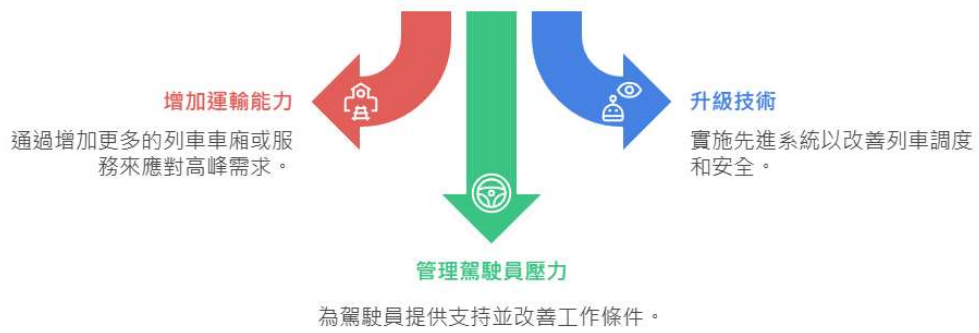 增加運輸能力
通過增加更多的列車車廂或服
務來應對高峰需求。
升級技術
實施先進系統以改善列車調度
和安全。
管理駕駛員壓力
為駕駛員提供支持並改善工作條件。